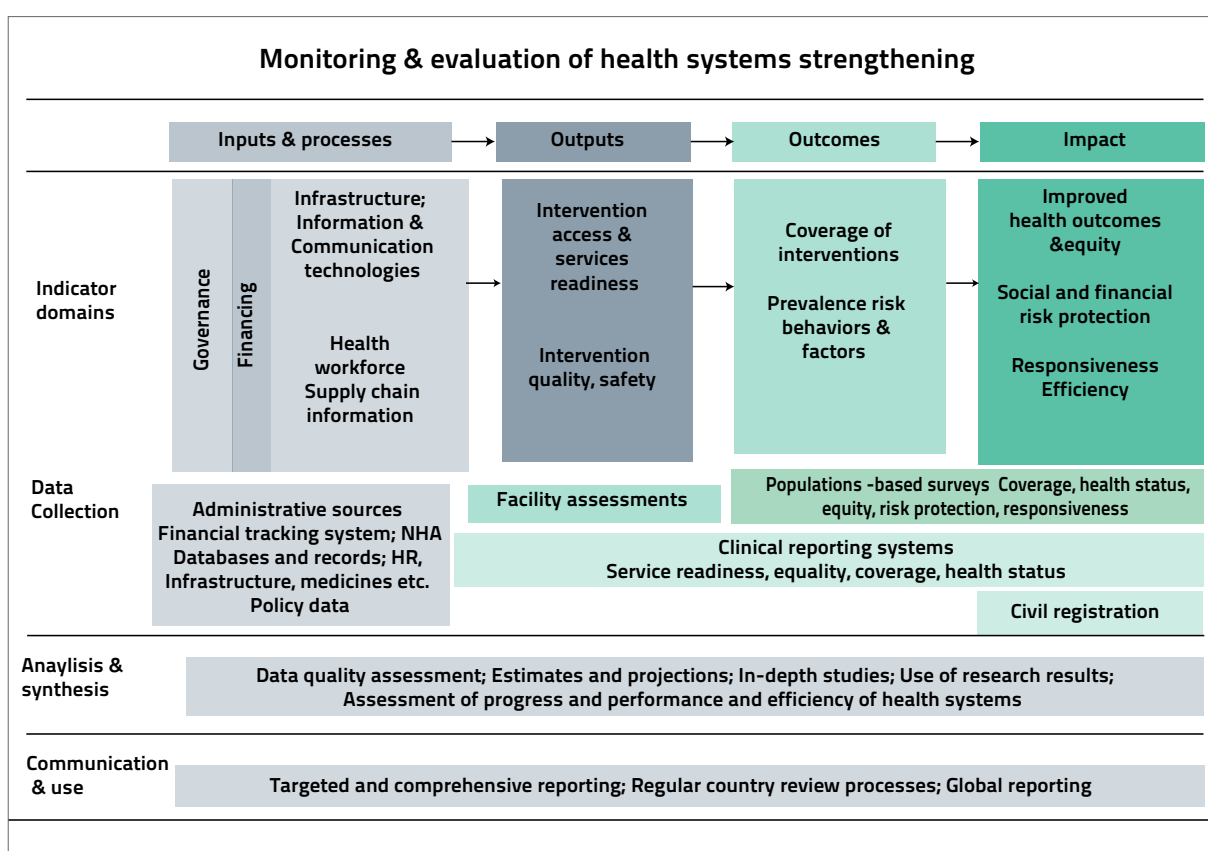 Monitoring & evaluation of health systems strengthening
Inputs & processes
Outputs
Outcomes
Impact
Indicator
domains
Governance
Financing
Infrastructure;
Information &
Communication
technologies
Health
workforce
Supply chain
information
Intervention
access &
services
readiness
Intervention
quality, safety
Coverage of
interventions
Prevalence risk
behaviors &
factors
Improved
health outcomes
&equity
Social and financial
risk protection
Responsiveness
Efficiency
Data
Collection
Administrative sources
Financial tracking system; NHA
Databases and records; HR,
Infrastructure, medicines etc.
Policy data
Facility assessments
Populations -based surveys Coverage, health status,
equity, risk protection, responsiveness
Clinical reporting systems
Service readiness, equality, coverage, health status
Civil registration
Anaylisis &
synthesis
Data quality assessment; Estimates and projections; In-depth studies; Use of research results;
Assessment of progress and performance and efficiency of health systems
Communication
& use
Targeted and comprehensive reporting; Regular country review processes; Global reporting